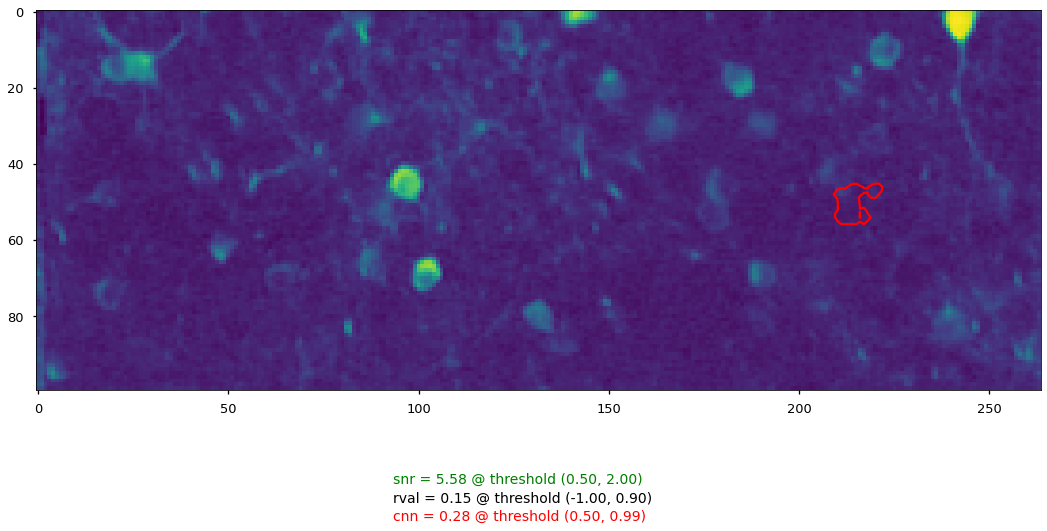 0
20
40
60
80
0 50 100 150 200 250
snr = 5.58 @ threshold (0.50, 2.00)
rval = 0.15 @ threshold (-1.00, 0.90)
cnn = 0.28 @ threshold (0.50, 0.99)